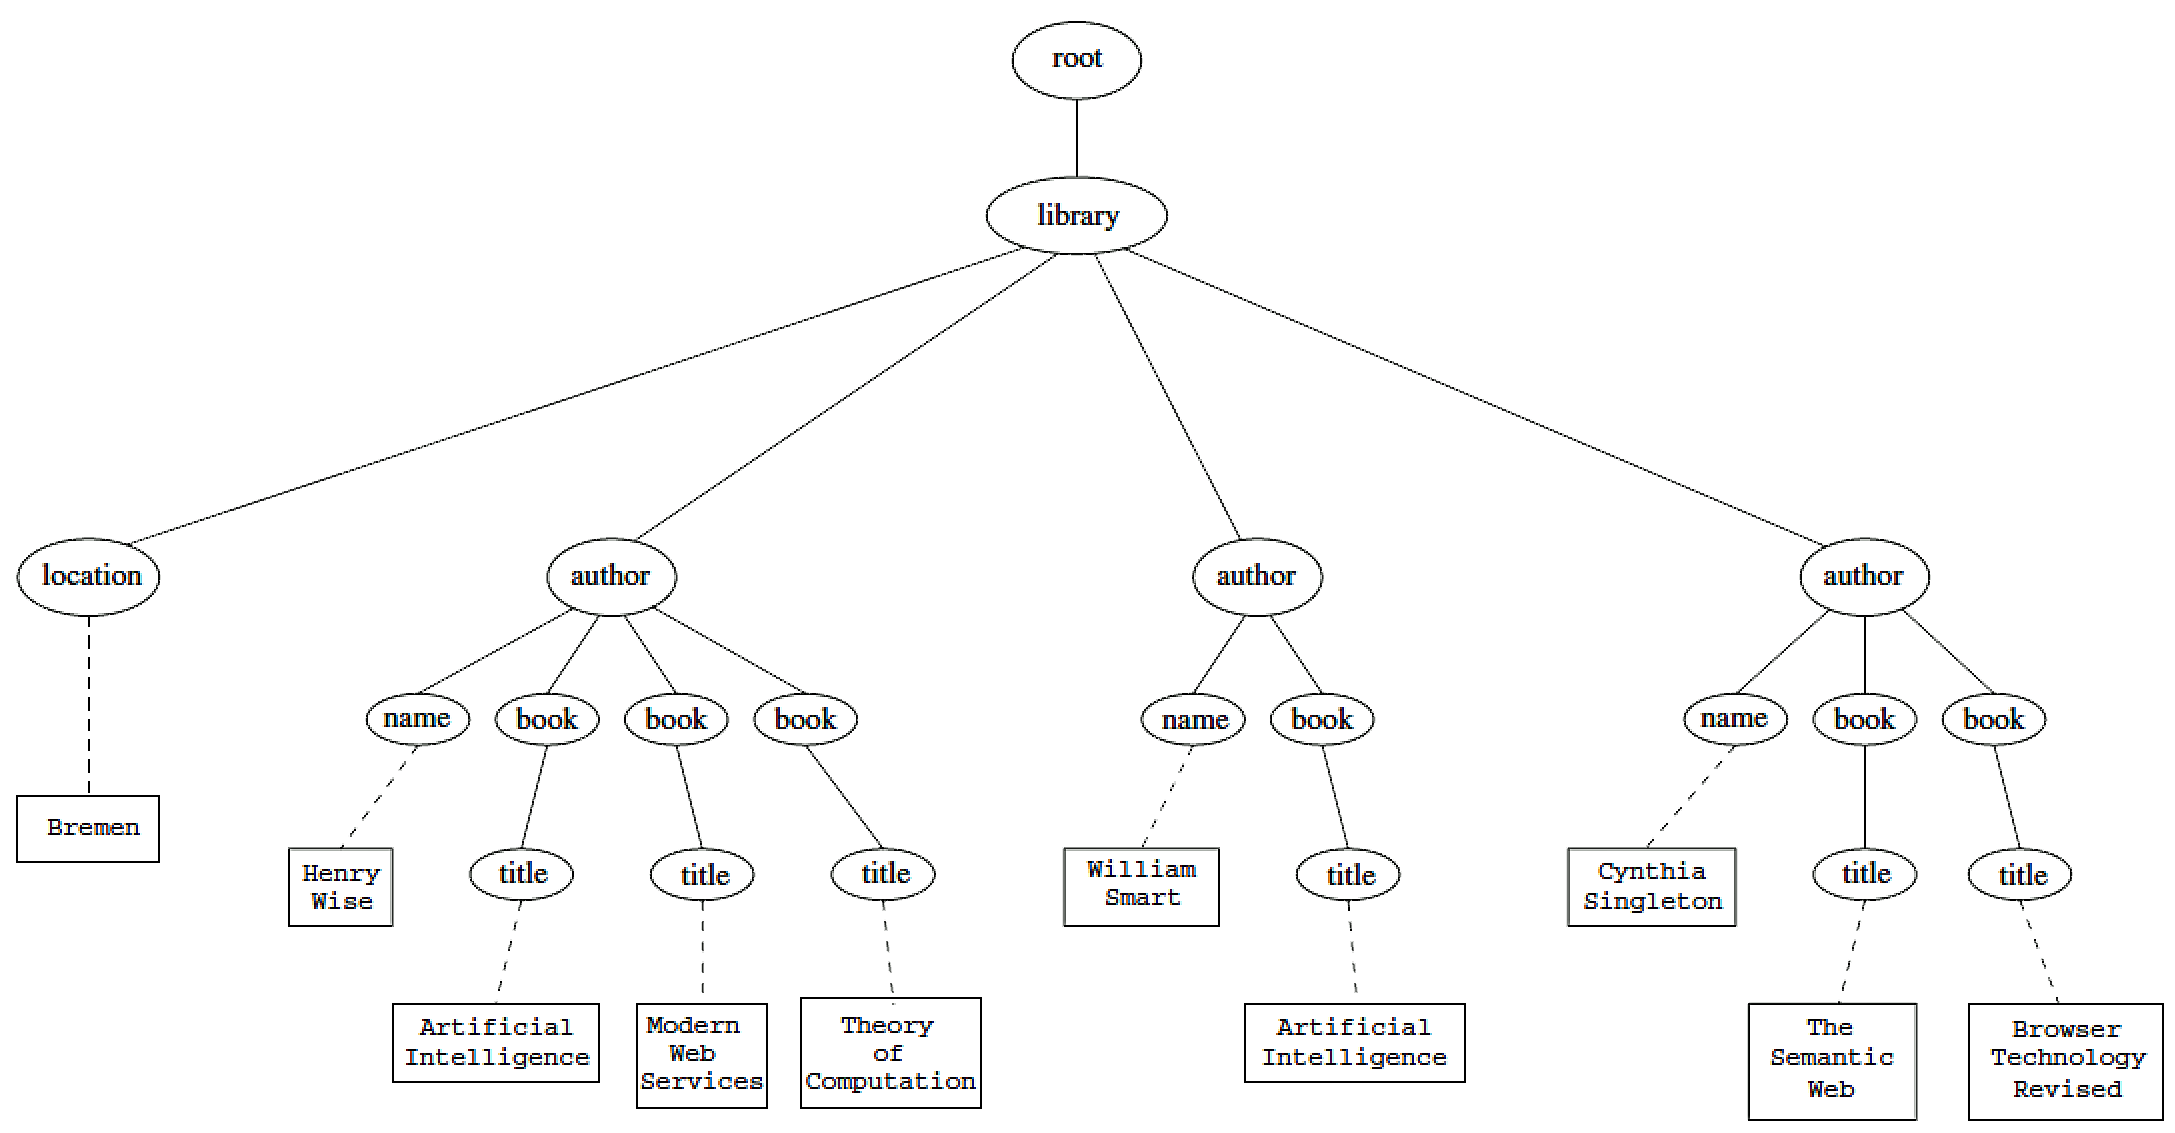 root
library
location
author
author
author
name
book
book
book
name
book
name
book
book
Bremen
Henry
Wise
title
title
title
William
Smart
title
Cynthia
Singleton
title
title
Artificial
Intelligence
Modern
Web
Services
Theory
of
Computation
Artificial
Intelligence
The
Semantic
Web
Browser
Technology
Revised